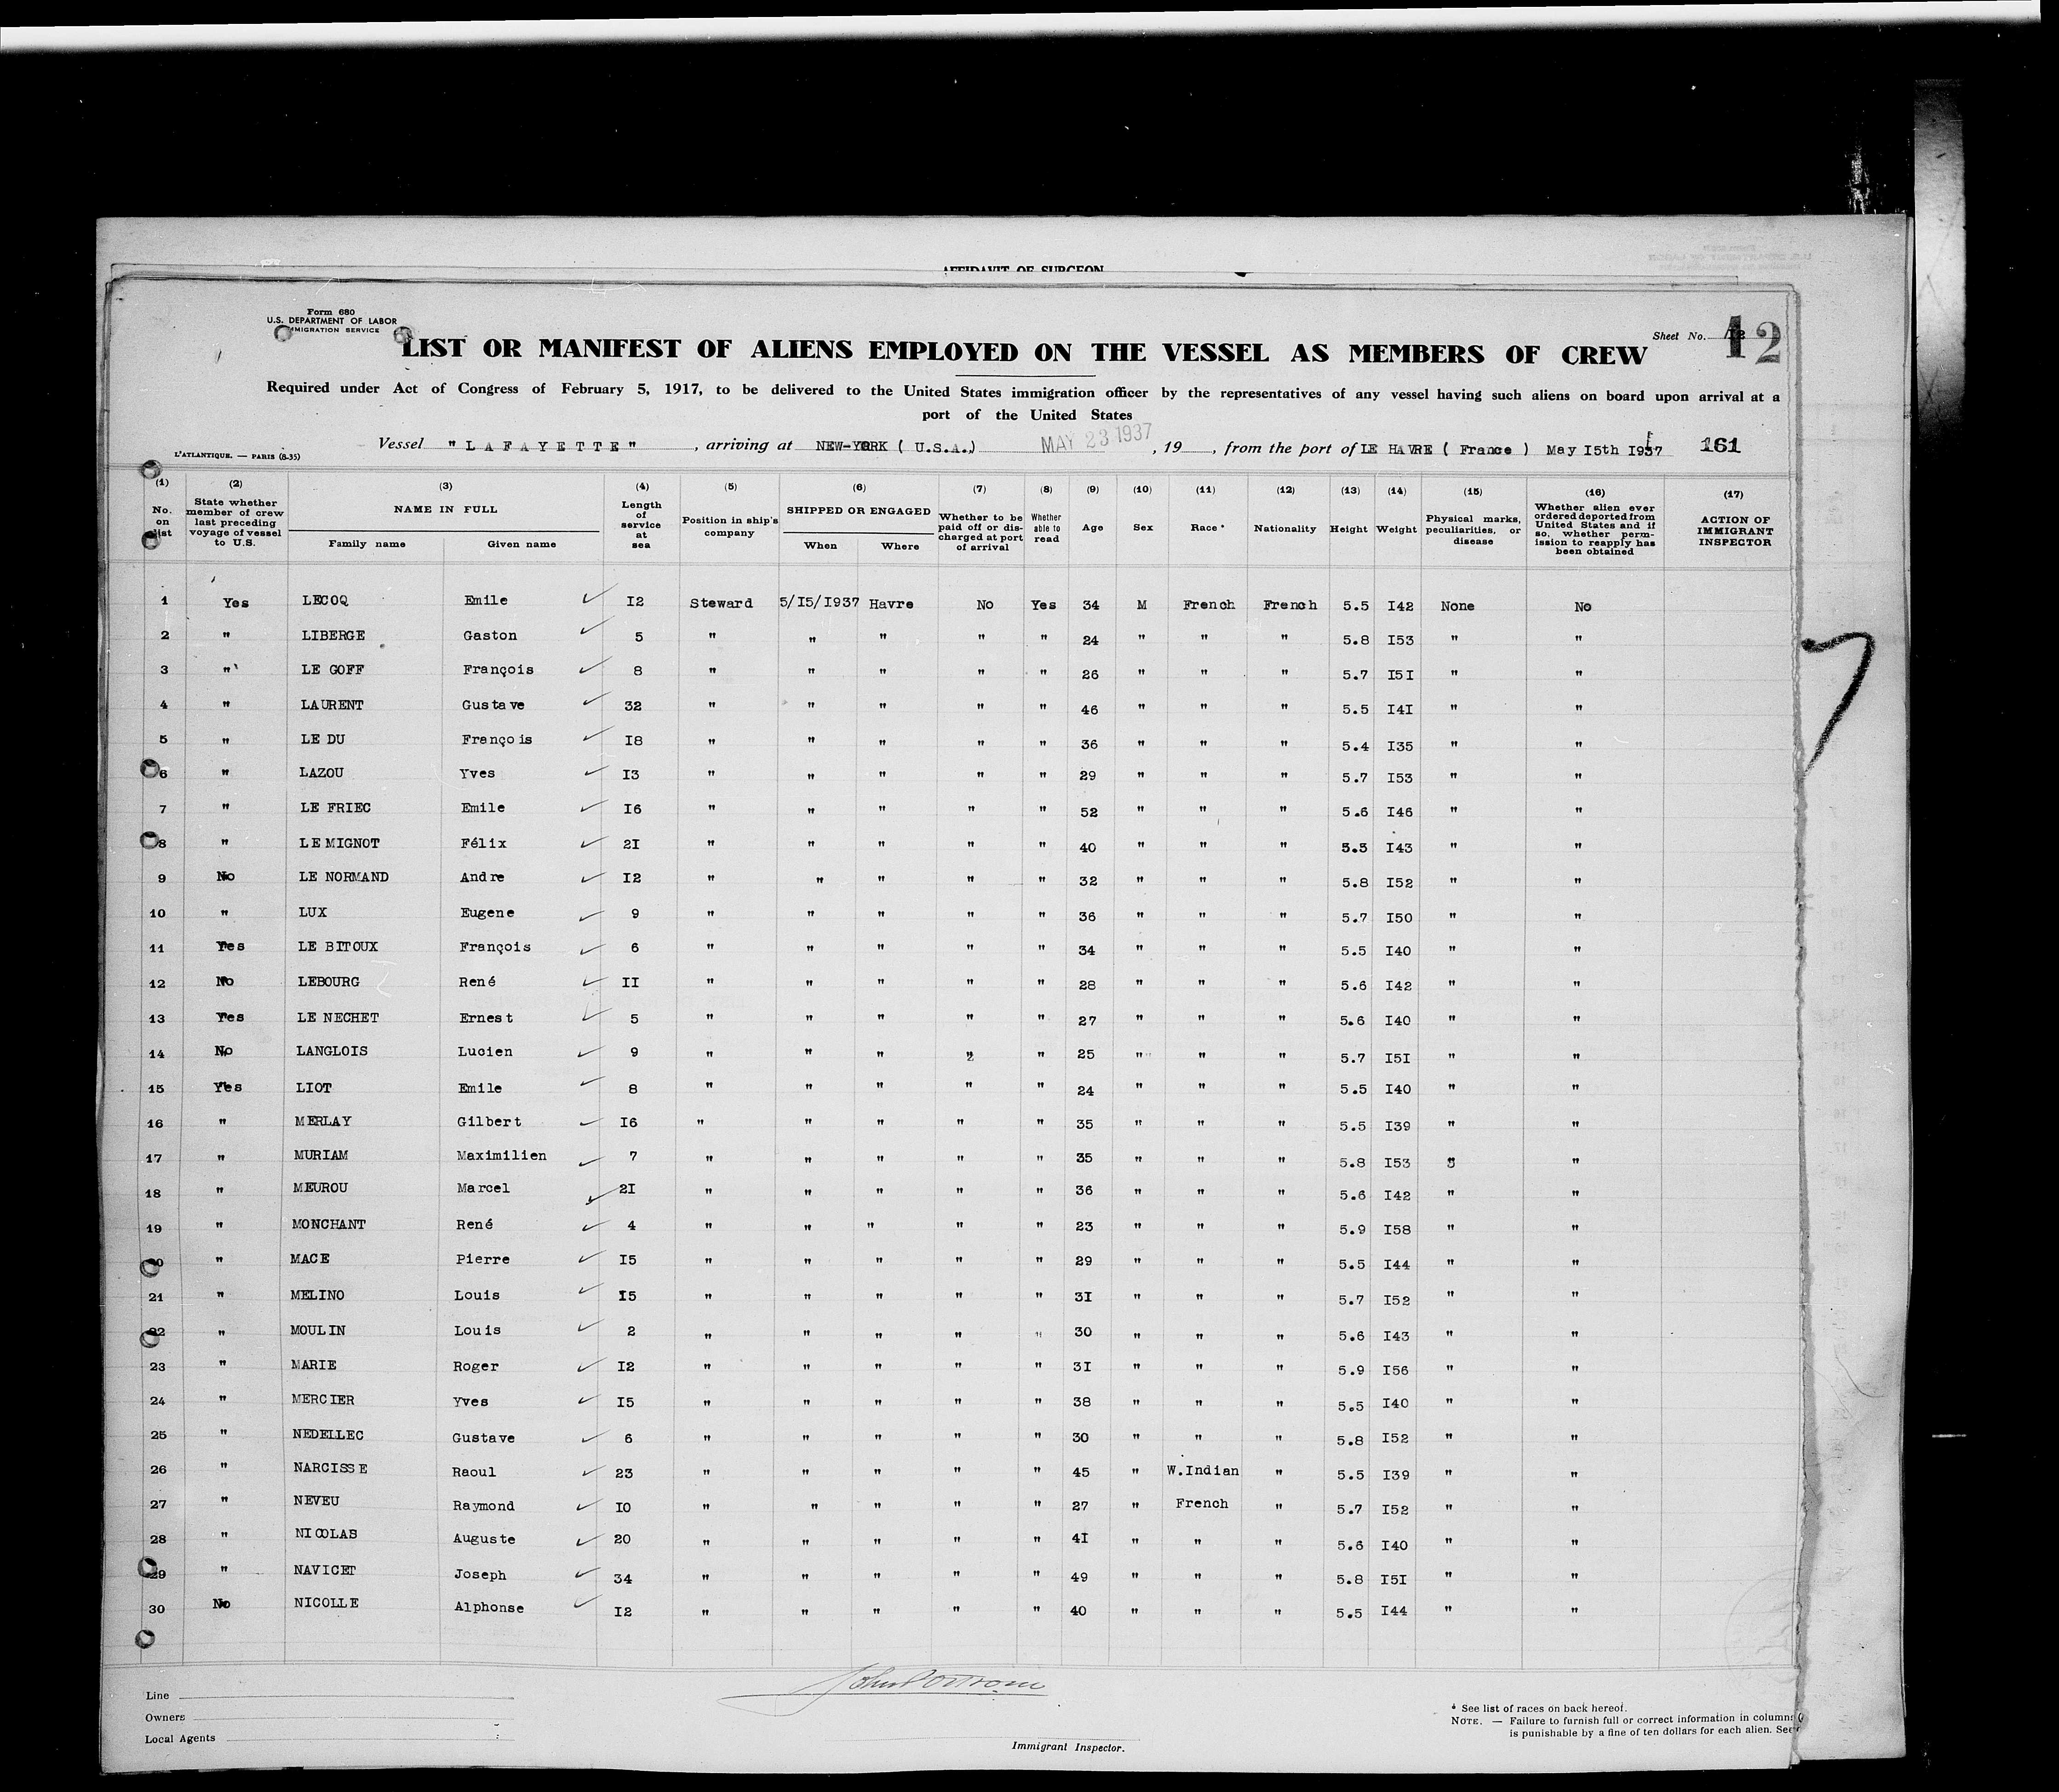 AFFIDAVIT OF SURGEON
Form 680
U.S. DEPARTMENT OF LABOR
IMMIGRATION SERVICE
Sheet No. 12
LIST OR MANIFEST OF ALIENS EMPLOYED ON THE VESSEL AS MEMBERS OF CREW
Required under Act of Congress of February 5, 1917, to be delivered to the United States immigration officer by the representatives of any vessel having such aliens on board upon arrival at a
port of the United States
Vessel "LAFAYETTE", arriving at NEW-YORK ( U.S.A.) MAY 23 1937, 19 , from the port of LE HAVRE ( France ) May I5th I937 161
L'ATLANTIQUE. — PARIS (8-35)
(1) No. on list (2) State whether member of crew last preceding voyage of vessel to U.S. (3) NAME IN FULL Family name Given name (4) Length of service at sea (5) Position in ship's company (6) SHIPPED OR ENGAGED When Where (7) Whether to be paid off or discharged at port of arrival (8) Whether able to read (9) Age (10) Sex (11) Race * (12) Nationality (13) Height (14) Weight (15) Physical marks, peculiarities, or disease (16) Whether alien ever ordered deported from United States and if so, whether permission to reapply has been obtained (17) ACTION OF IMMIGRANT INSPECTOR
1 Yes LECOQ Emile I2 Steward 5/I5/I937 Havre No Yes 34 M French French 5.5 I42 None No
2 " LIBERGE Gaston 5 " " " " " 24 " " " 5.8 I53 " "
3 " LE GOFF François 8 " " " " " 26 " " " 5.7 I5I " "
4 " LAURENT Gustave 32 " " " " " 46 " " " 5.5 I4I " "
5 " LE DU François I8 " " " " " 36 " " " 5.4 I35 " "
6 " LAZOU Yves I3 " " " " " 29 " " " 5.7 I53 " "
7 " LE FRIEC Emile I6 " " " " " 52 " " " 5.6 I46 " "
8 " LE MIGNOT Félix 2I " " " " " 40 " " " 5.5 I43 " "
9 No LE NORMAND Andre I2 " " " " " 32 " " " 5.8 I52 " "
10 " LUX Eugene 9 " " " " " 36 " " " 5.7 I50 " "
11 Yes LE BITOUX François 6 " " " " " 34 " " " 5.5 I40 " "
12 No LEBOURG René II " " " " " 28 " " " 5.6 I42 " "
13 Yes LE NECHET Ernest 5 " " " " " 27 " " " 5.6 I40 " "
14 No LANGLOIS Lucien 9 " " " " " 25 " " " 5.7 I5I " "
15 Yes LIOT Emile 8 " " " " " 24 " " " 5.5 I40 " "
16 " MERLAY Gilbert I6 " " " " " 35 " " " 5.5 I39 " "
17 " MURIAM Maximilien 7 " " " " " 35 " " " 5.8 I53 " "
18 " MEUROU Marcel 2I " " " " " 36 " " " 5.6 I42 " "
19 " MONCHANT René 4 " " " " " 23 " " " 5.9 I58 " "
20 " MACE Pierre I5 " " " " " 29 " " " 5.5 I44 " "
21 " MELINO Louis I5 " " " " " 3I " " " 5.7 I52 " "
22 " MOULIN Louis 2 " " " " " 30 " " " 5.6 I43 " "
23 " MARIE Roger I2 " " " " " 3I " " " 5.9 I56 " "
24 " MERCIER Yves I5 " " " " " 38 " " " 5.5 I40 " "
25 " NEDELLEC Gustave 6 " " " " " 30 " " " 5.8 I52 " "
26 " NARCISSE Raoul 23 " " " " " 45 " W.Indian " 5.5 I39 " "
27 " NEVEU Raymond I0 " " " " " 27 " French " 5.7 I52 " "
28 " NICOLAS Auguste 20 " " " " " 4I " " " 5.6 I40 " "
29 " NAVICET Joseph 34 " " " " " 49 " " " 5.8 I5I " "
30 No NICOLLE Alphonse I2 " " " " " 40 " " " 5.5 I44 " "
Line
Owners
Local Agents
Immigrant Inspector.
* See list of races on back hereof.
NOTE. — Failure to furnish full or correct information in columns
is punishable by a fine of ten dollars for each alien. See